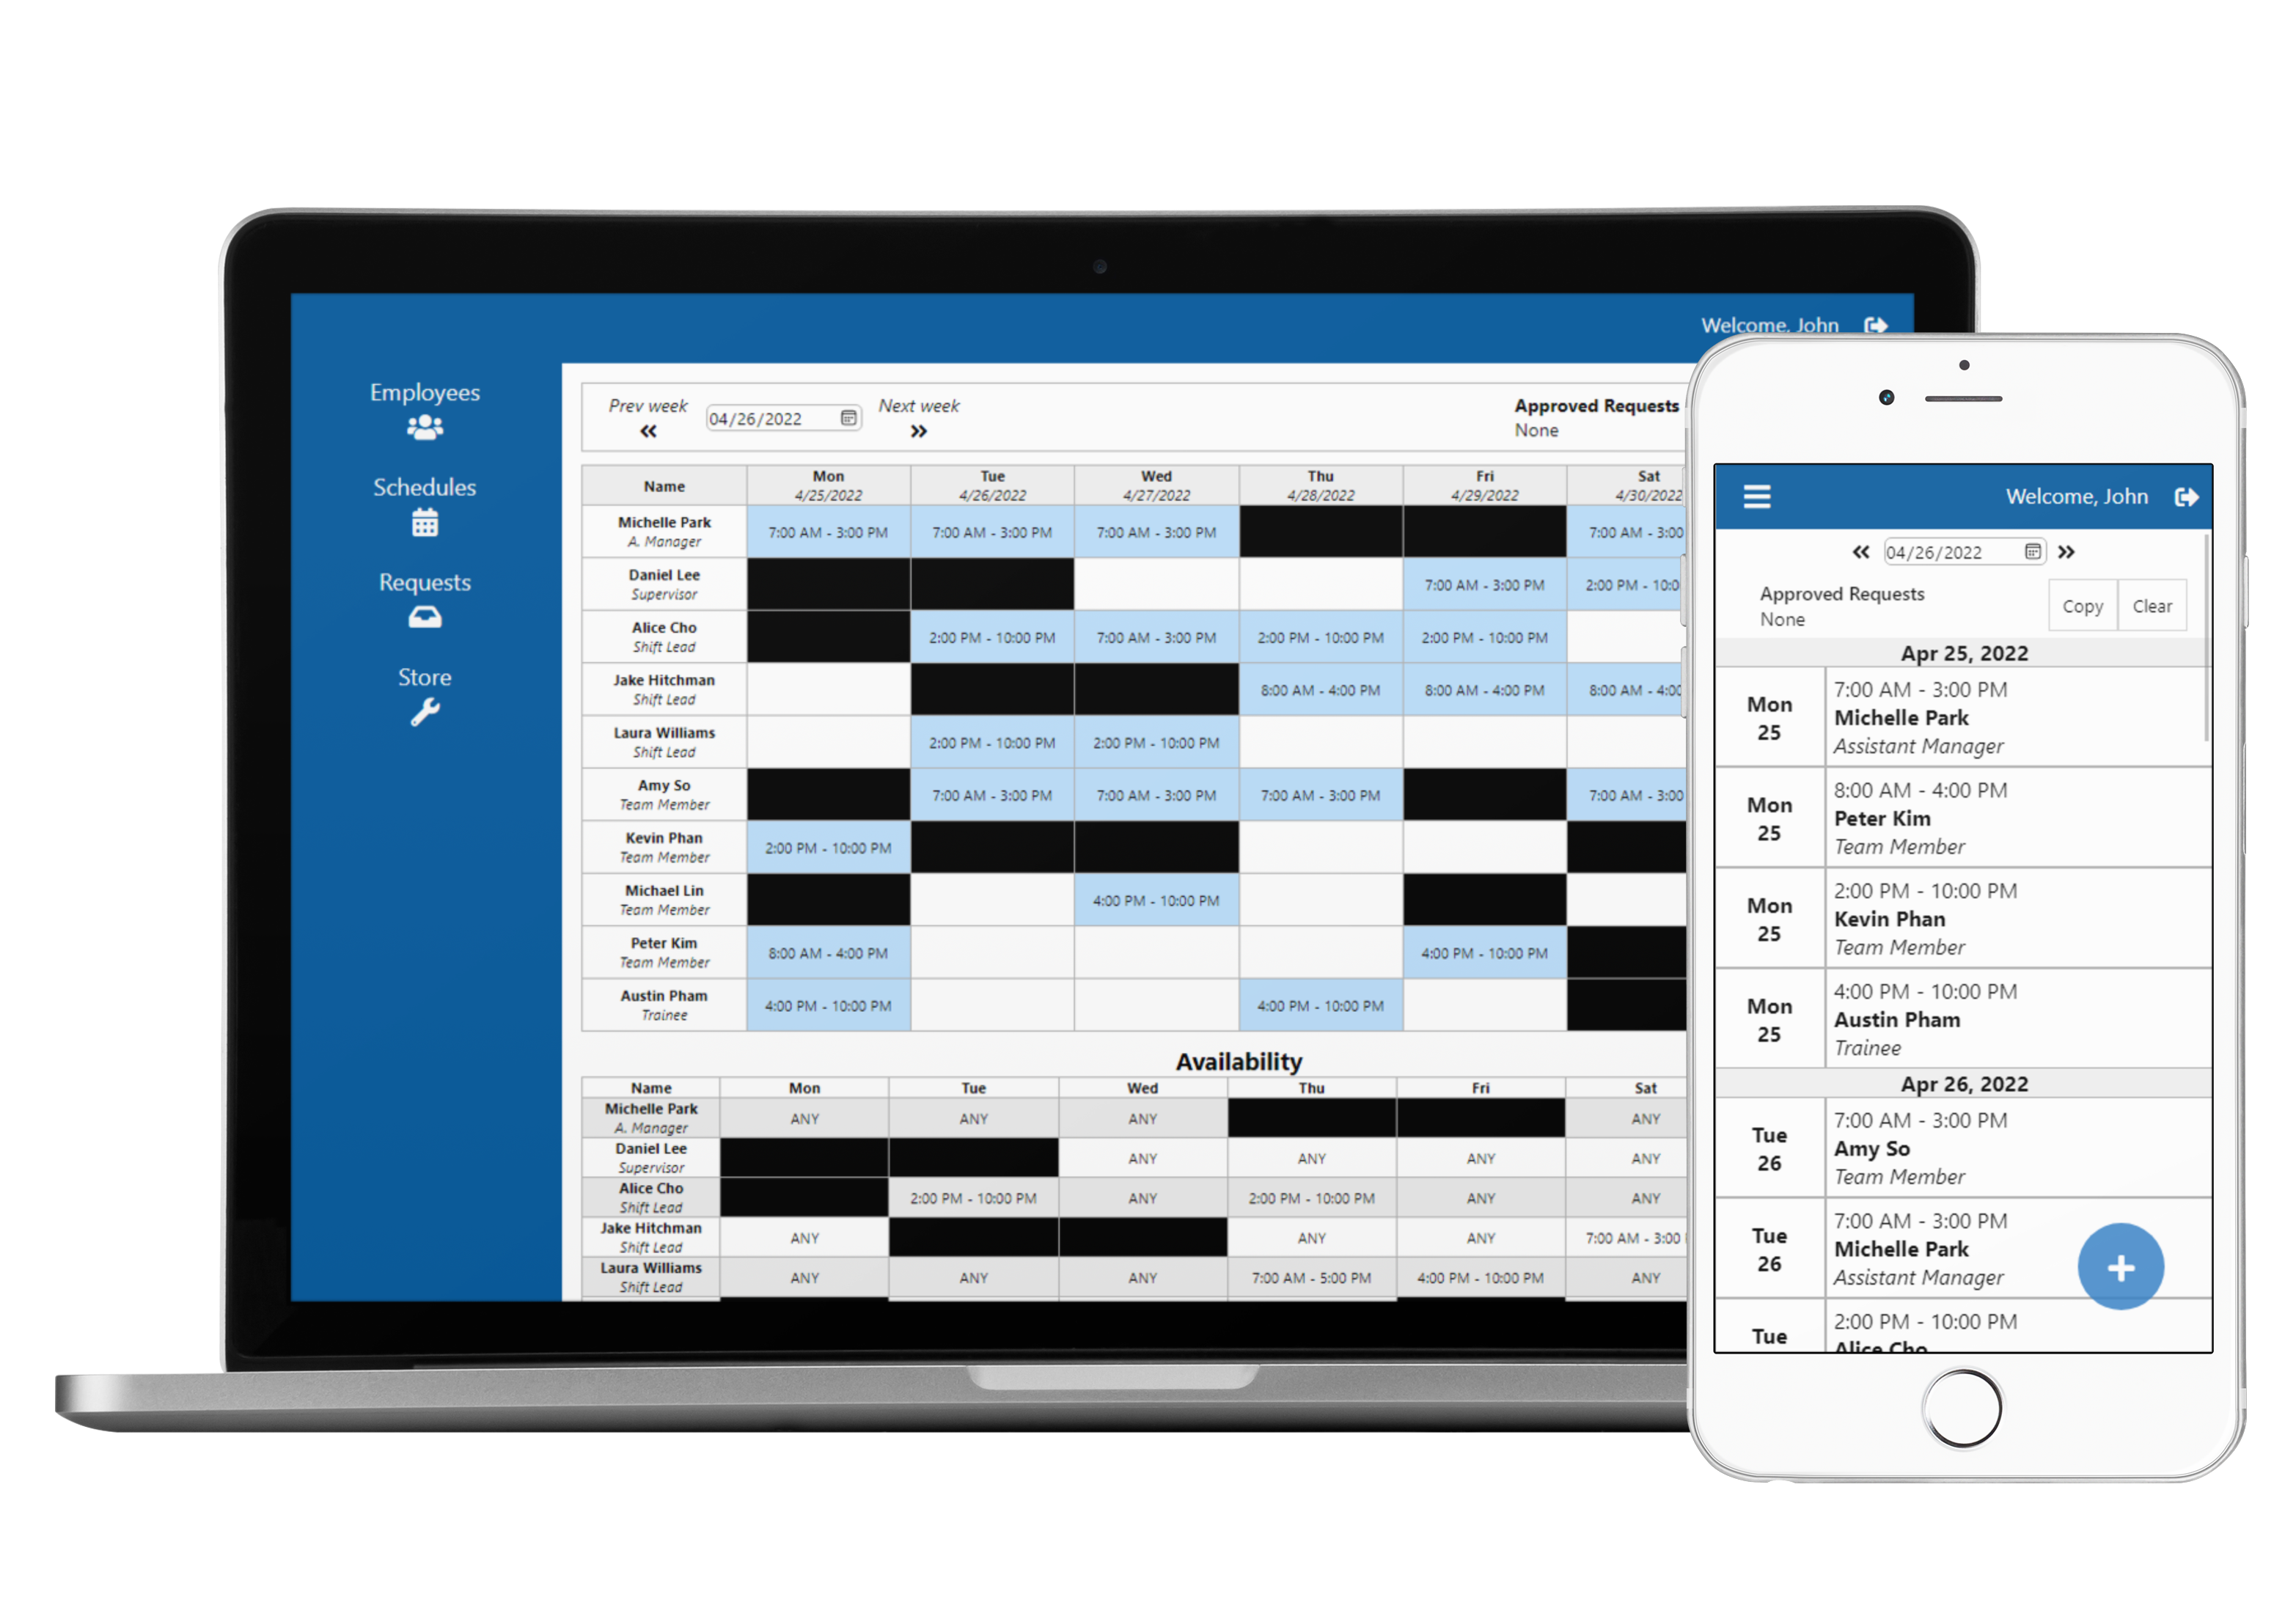 Welcome, John
Employees
Schedules
Requests
Store
Prev week 04/26/2022 Next week
Approved Requests
None
Name Mon Tue Wed Thu Fri Sat
4/25/2022 4/26/2022 4/27/2022 4/28/2022 4/29/2022 4/30/2022
Michelle Park 7:00 AM - 3:00 PM 7:00 AM - 3:00 PM 7:00 AM - 3:00 PM 7:00 AM - 3:00
A. Manager
Daniel Lee 7:00 AM - 3:00 PM 2:00 PM - 10:0
Supervisor
Alice Cho 2:00 PM - 10:00 PM 7:00 AM - 3:00 PM 2:00 PM - 10:00 PM 2:00 PM - 10:00 PM
Shift Lead
Jake Hitchman 8:00 AM - 4:00 PM 8:00 AM - 4:00 PM 8:00 AM - 4:00
Shift Lead
Laura Williams 2:00 PM - 10:00 PM 2:00 PM - 10:00 PM
Shift Lead
Amy So 7:00 AM - 3:00 PM 7:00 AM - 3:00 PM 7:00 AM - 3:00 PM 7:00 AM - 3:00
Team Member
Kevin Phan 2:00 PM - 10:00 PM
Team Member
Michael Lin 4:00 PM - 10:00 PM
Team Member
Peter Kim 8:00 AM - 4:00 PM 4:00 PM - 10:00 PM
Team Member
Austin Pham 4:00 PM - 10:00 PM 4:00 PM - 10:00 PM
Trainee
Availability
Name Mon Tue Wed Thu Fri Sat
Michelle Park ANY ANY ANY ANY
A. Manager
Daniel Lee ANY ANY ANY ANY
Supervisor
Alice Cho 2:00 PM - 10:00 PM ANY 2:00 PM - 10:00 PM ANY ANY
Shift Lead
Jake Hitchman ANY ANY ANY 7:00 AM - 3:00
Shift Lead
Laura Williams ANY ANY ANY 7:00 AM - 5:00 PM 4:00 PM - 10:00 PM ANY
Shift Lead
Welcome, John
04/26/2022
Approved Requests
None
Copy Clear
Apr 25, 2022
Mon 25
7:00 AM - 3:00 PM
Michelle Park
Assistant Manager
Mon 25
8:00 AM - 4:00 PM
Peter Kim
Team Member
Mon 25
2:00 PM - 10:00 PM
Kevin Phan
Team Member
Mon 25
4:00 PM - 10:00 PM
Austin Pham
Trainee
Apr 26, 2022
Tue 26
7:00 AM - 3:00 PM
Amy So
Team Member
Tue 26
7:00 AM - 3:00 PM
Michelle Park
Assistant Manager
Tue
2:00 PM - 10:00 PM
Alice Cho